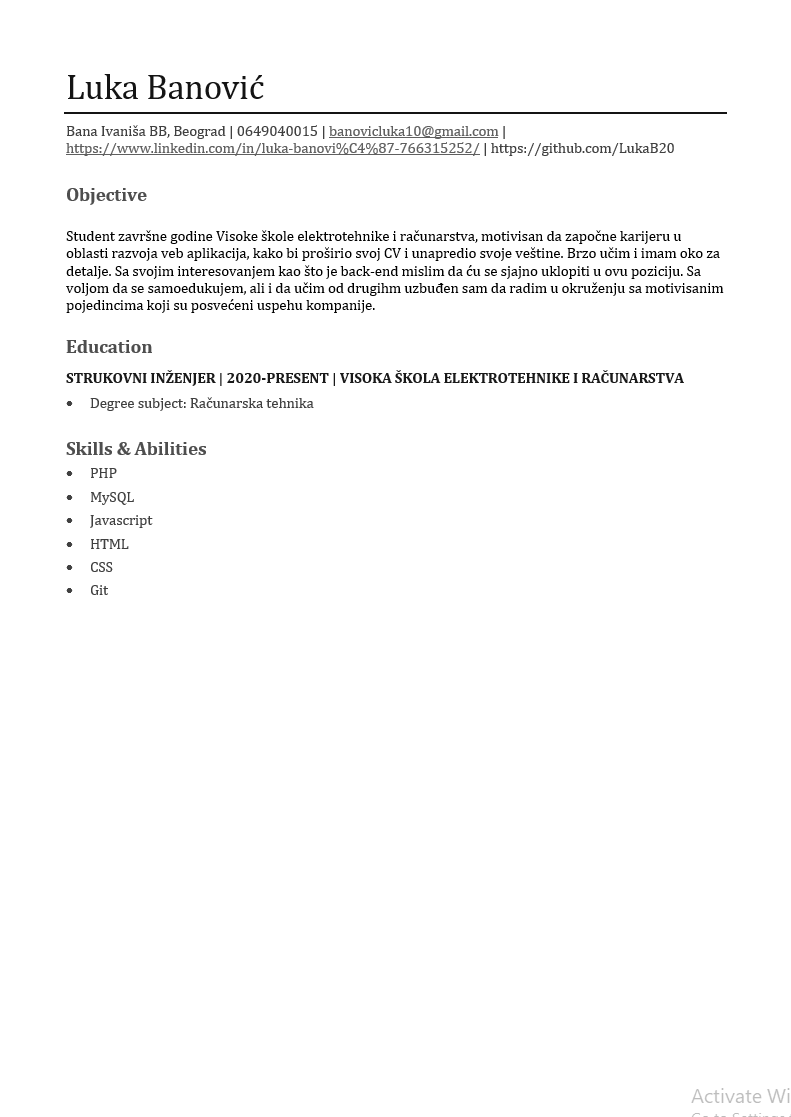 Luka Banović
Bana Ivaniša BB, Beograd | 0649040015 | banovicluka10@gmail.com |
https://www.linkedin.com/in/luka-banovi%C4%87-766315252/ | https://github.com/LukaB20
Objective
Student završne godine Visoke škole elektrotehnike i računarstva, motivisan da započne karijeru u
oblasti razvoja veb aplikacija, kako bi proširio svoj CV i unapredio svoje veštine. Brzo učim i imam oko za
detalje. Sa svojim interesovanjem kao što je back-end mislim da ću se sjajno uklopiti u ovu poziciju. Sa
voljom da se samoedukujem, ali i da učim od drugihm uzbuđen sam da radim u okruženju sa motivisanim
pojedincima koji su posvećeni uspehu kompanije.
Education
STRUKOVNI INŽENJER | 2020-PRESENT | VISOKA ŠKOLA ELEKTROTEHNIKE I RAČUNARSTVA
• Degree subject: Računarska tehnika
Skills & Abilities
• PHP
• MySQL
• Javascript
• HTML
• CSS
• Git
Activate Wi